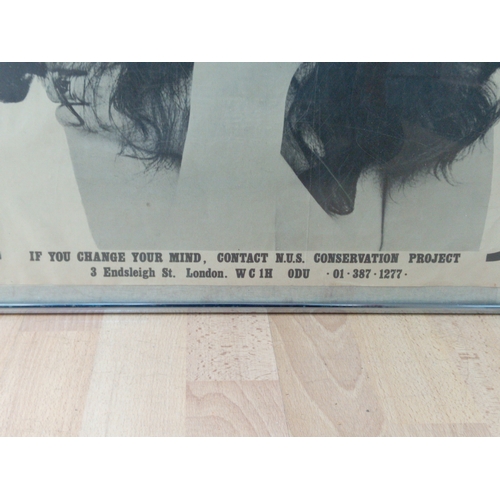 IF YOU CHANGE YOUR MIND, CONTACT N.U.S. CONSERVATION PROJECT
3 Endsleigh St. London. WC1H 0DU · 01 · 387 · 1277 ·